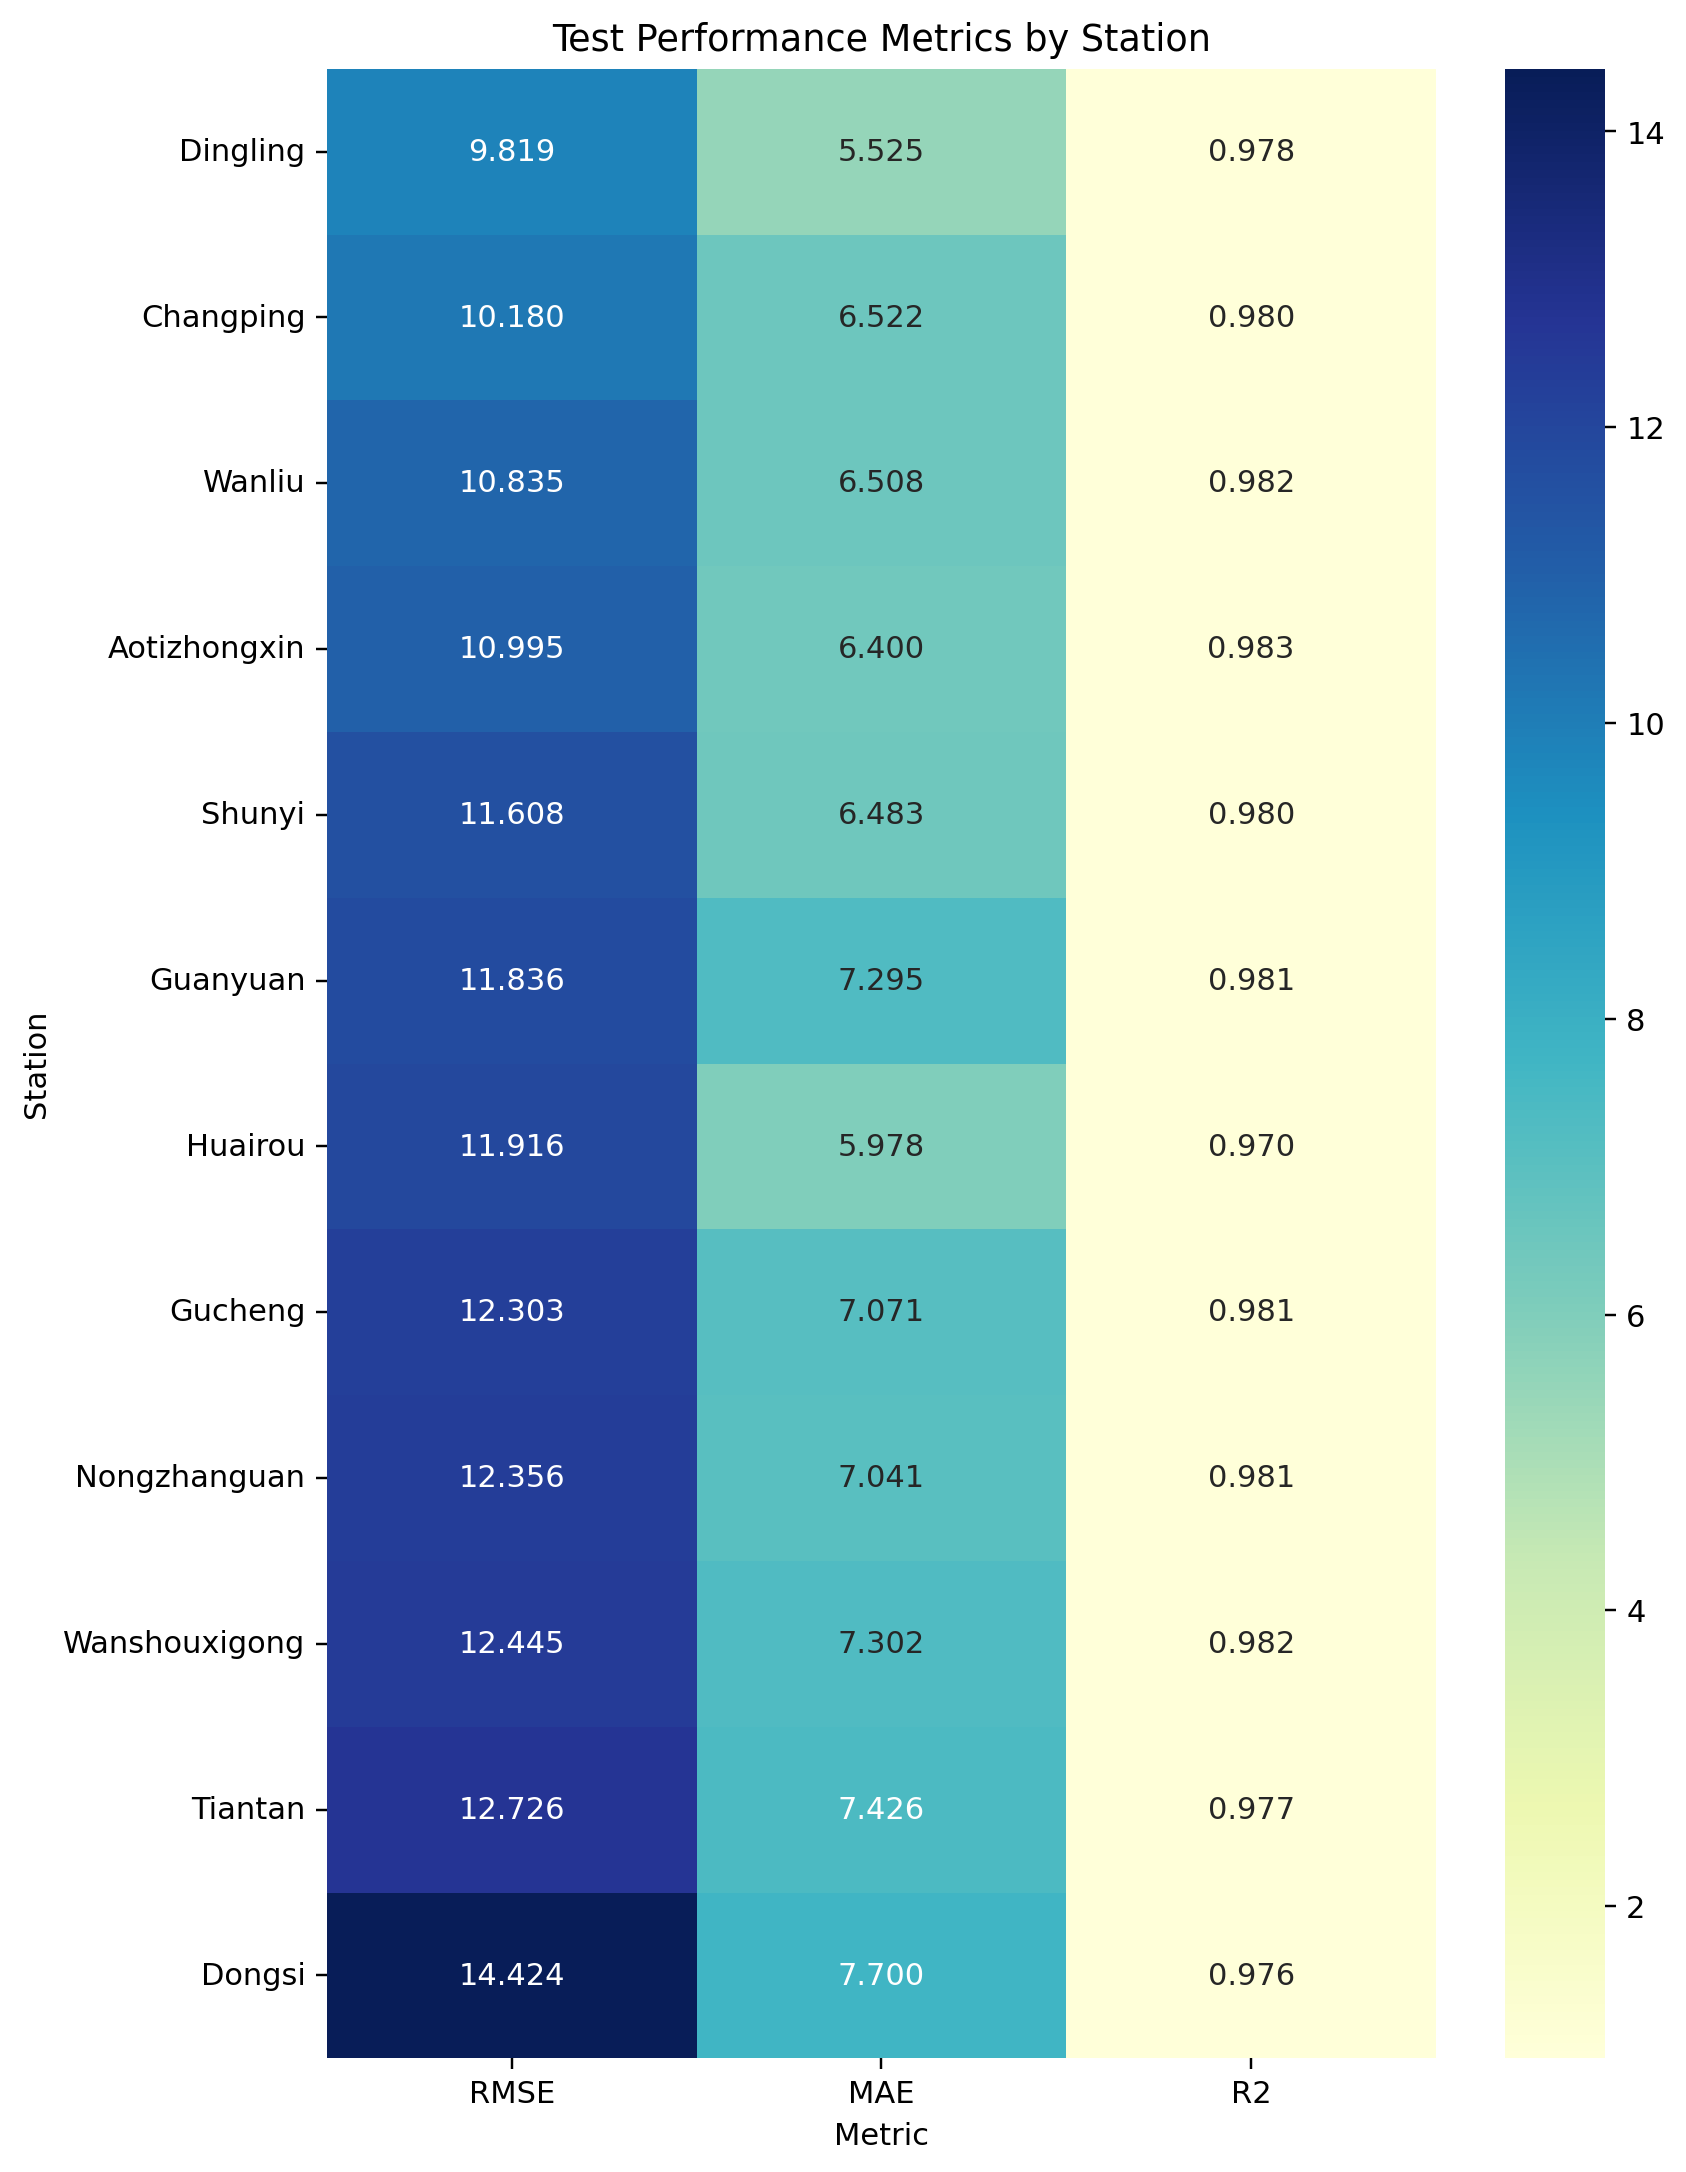 Test Performance Metrics by Station
Dingling 9.819 5.525 0.978
Changping 10.180 6.522 0.980
Wanliu 10.835 6.508 0.982
Aotizhongxin 10.995 6.400 0.983
Shunyi 11.608 6.483 0.980
Guanyuan 11.836 7.295 0.981
Huairou 11.916 5.978 0.970
Gucheng 12.303 7.071 0.981
Nongzhanguan 12.356 7.041 0.981
Wanshouxigong 12.445 7.302 0.982
Tiantan 12.726 7.426 0.977
Dongsi 14.424 7.700 0.976
Station
RMSE MAE R2
Metric
14
12
10
8
6
4
2